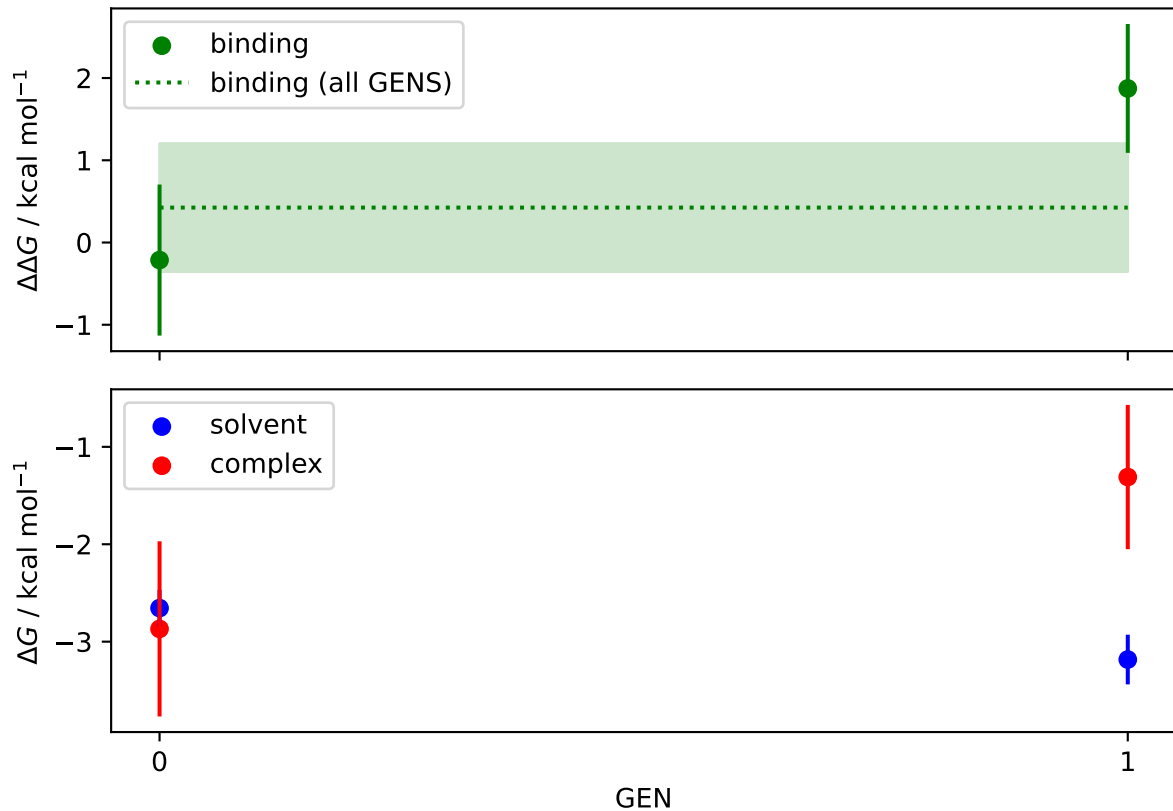 binding
binding (all GENS)
ΔΔG / kcal mol⁻¹
2
1
0
−1
solvent
complex
ΔG / kcal mol⁻¹
−1
−2
−3
0 1
GEN